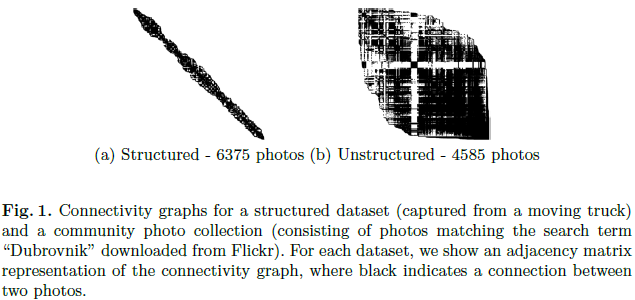 (a) Structured - 6375 photos (b) Unstructured - 4585 photos
Fig. 1. Connectivity graphs for a structured dataset (captured from a moving truck)
and a community photo collection (consisting of photos matching the search term
“Dubrovnik” downloaded from Flickr). For each dataset, we show an adjacency matrix
representation of the connectivity graph, where black indicates a connection between
two photos.